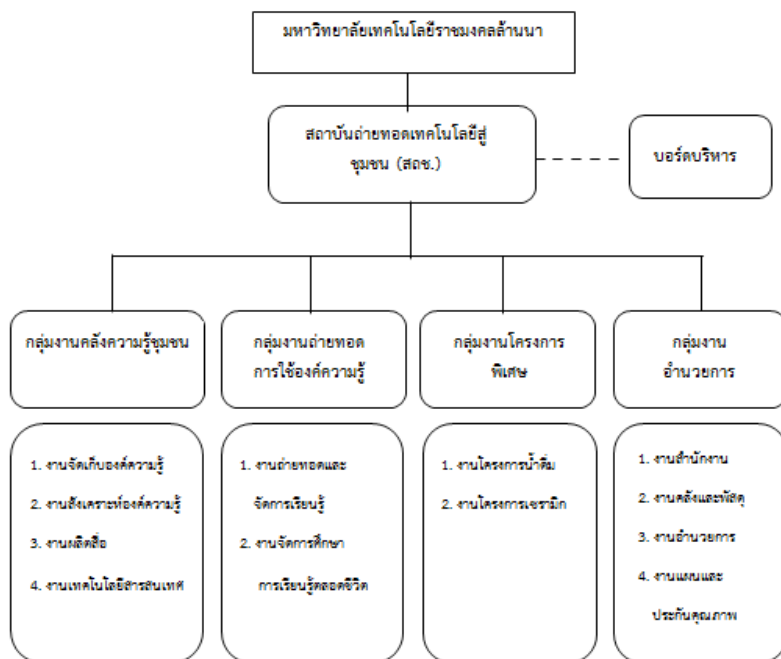 มหาวิทยาลัยเทคโนโลยีราชมงคลล้านนา
สถาบันถ่ายทอดเทคโนโลยีสู่
ชุมชน (สถช.)
บอร์ดบริหาร
กลุ่มงานคลังความรู้ชุมชน
กลุ่มงานถ่ายทอด
การใช้องค์ความรู้
กลุ่มงานโครงการ
พิเศษ
กลุ่มงาน
อำนวยการ
1. งานจัดเก็บองค์ความรู้
2. งานสังเคราะห์องค์ความรู้
3. งานผลิตสื่อ
4. งานเทคโนโลยีสารสนเทศ
1. งานถ่ายทอดและ
จัดการเรียนรู้
2. งานจัดการศึกษา
การเรียนรู้ตลอดชีวิต
1. งานโครงการน้ำดื่ม
2. งานโครงการเซรามิก
1. งานสำนักงาน
2. งานคลังและพัสดุ
3. งานอำนวยการ
4. งานแผนและ
ประกันคุณภาพ